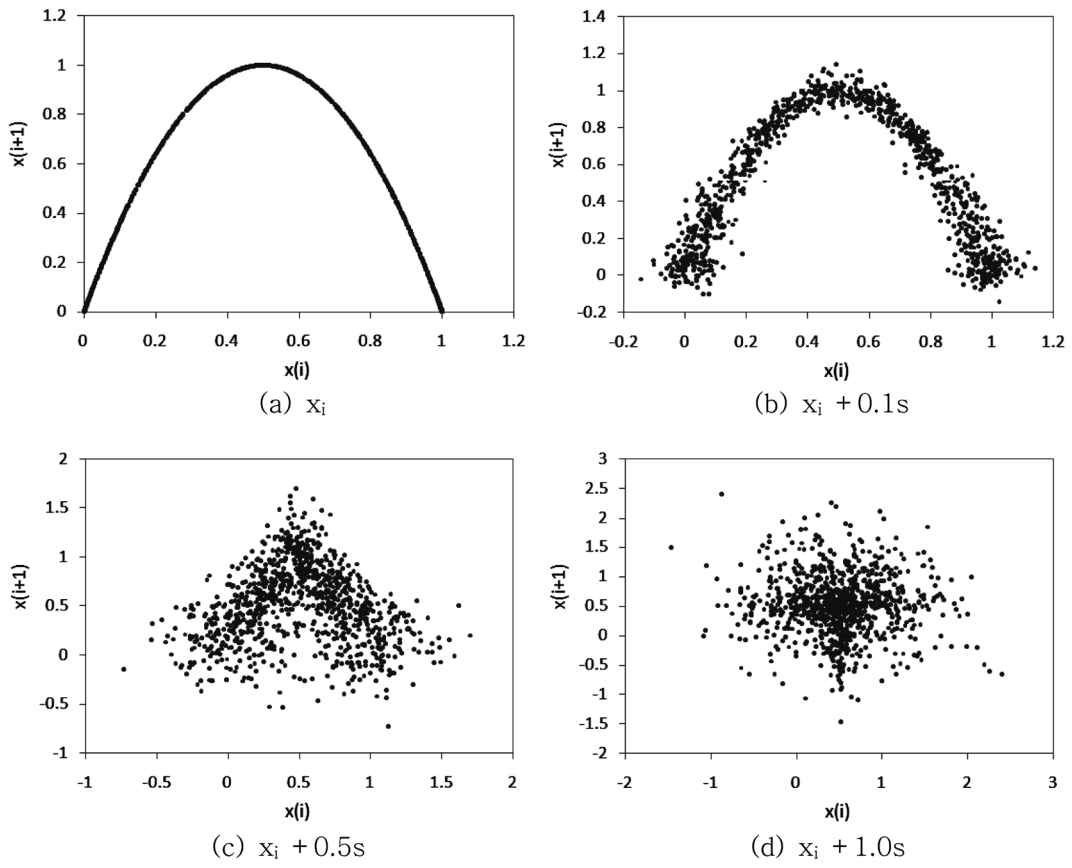 1.2
1
0.8
0.6
0.4
0.2
0
0 0.2 0.4 0.6 0.8 1 1.2
x(i+1)
x(i)
(a) xᵢ
1.4
1.2
1
0.8
0.6
0.4
0.2
0
-0.2
-0.2 0 0.2 0.4 0.6 0.8 1 1.2
x(i+1)
x(i)
(b) xᵢ +0.1s
2
1.5
1
0.5
0
-0.5
-1
-1 -0.5 0 0.5 1 1.5 2
x(i+1)
x(i)
(c) xᵢ +0.5s
3
2.5
2
1.5
1
0.5
0
-0.5
-1
-1.5
-2
-2 -1 0 1 2 3
x(i+1)
x(i)
(d) xᵢ +1.0s